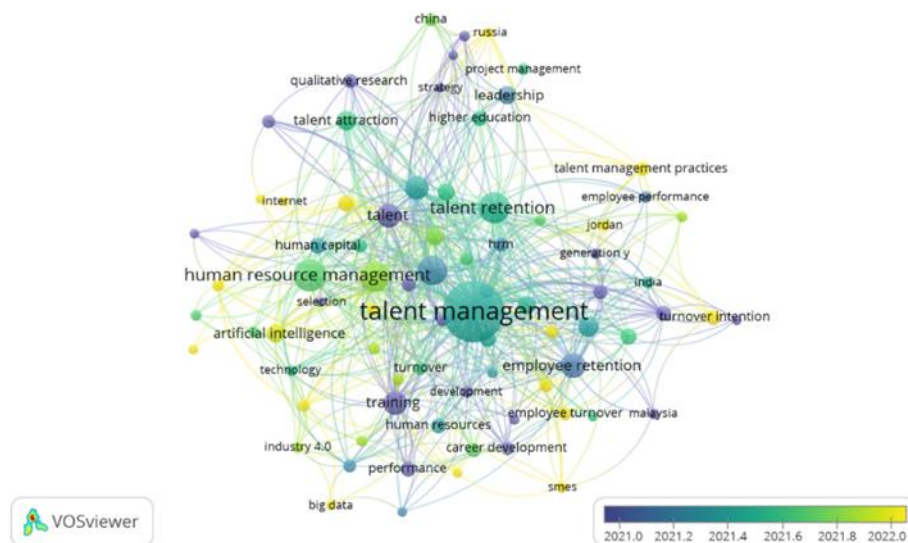 china
russia
project management
qualitative research
strategy
leadership
talent attraction
higher education
talent management practices
internet
employee performance
talent
talent retention
jordan
human capital
hrm
generation y
human resource management
india
selection
talent management
turnover intention
artificial intelligence
technology
turnover
employee retention
development
training
employee turnover
malaysia
human resources
industry 4.0
career development
performance
smes
big data
VOSviewer
2021.0 2021.2 2021.4 2021.6 2021.8 2022.0